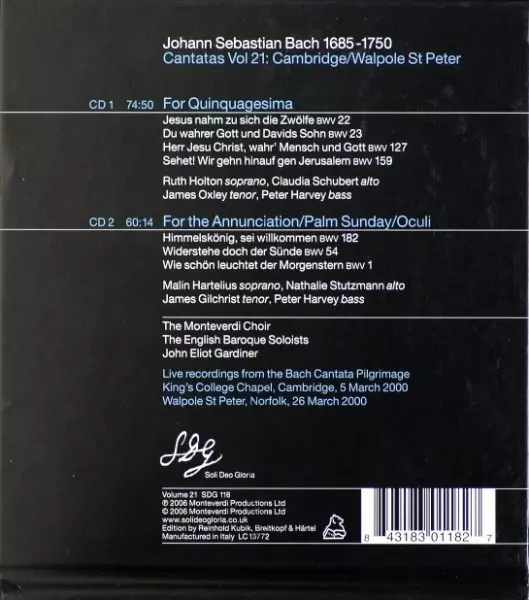 Johann Sebastian Bach 1685-1750
Cantatas Vol 21: Cambridge/Walpole St Peter
CD 1 74:50 For Quinquagesima
Jesus nahm zu sich die Zwölfe BWV 22
Du wahrer Gott und Davids Sohn BWV 23
Herr Jesu Christ, wahr' Mensch und Gott BWV 127
Sehet! Wir gehn hinauf gen Jerusalem BWV 159
Ruth Holton soprano, Claudia Schubert alto
James Oxley tenor, Peter Harvey bass
CD 2 60:14 For the Annunciation/Palm Sunday/Oculi
Himmelskönig, sei willkommen BWV 182
Widerstehe doch der Sünde BWV 54
Wie schön leuchtet der Morgenstern BWV 1
Malin Hartelius soprano, Nathalie Stutzmann alto
James Gilchrist tenor, Peter Harvey bass
The Monteverdi Choir
The English Baroque Soloists
John Eliot Gardiner
Live recordings from the Bach Cantata Pilgrimage
King's College Chapel, Cambridge, 5 March 2000
Walpole St Peter, Norfolk, 26 March 2000
SDG
Soli Deo Gloria
Volume 21 SDG 118
℗ 2006 Monteverdi Productions Ltd
© 2006 Monteverdi Productions Ltd
www.solideogloria.co.uk
Edition by Reinhold Kubik, Breitkopf & Härtel
Manufactured in Italy LC 13772
8 43183 01182 7